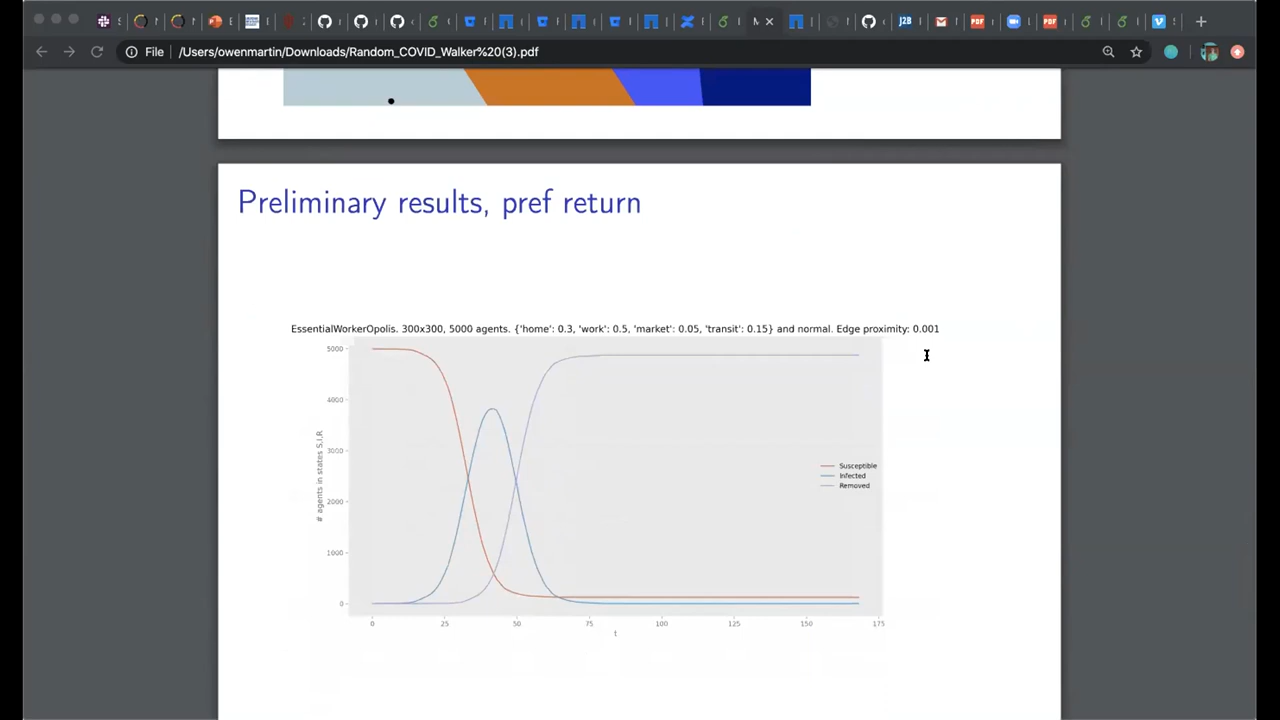 File
/Users/owenmartin/Downloads/Random_COVID_Walker%20(3).pdf
Preliminary results, pref return
EssentialWorkerOpolis. 300x300, 5000 agents. {'home': 0.3, 'work': 0.5, 'market': 0.05, 'transit': 0.15} and normal. Edge proximity: 0.001
5000
4000
3000
2000
1000
0
# agents in states S,I,R
Susceptible
Infected
Removed
0 25 50 75 100 125 150 175
t